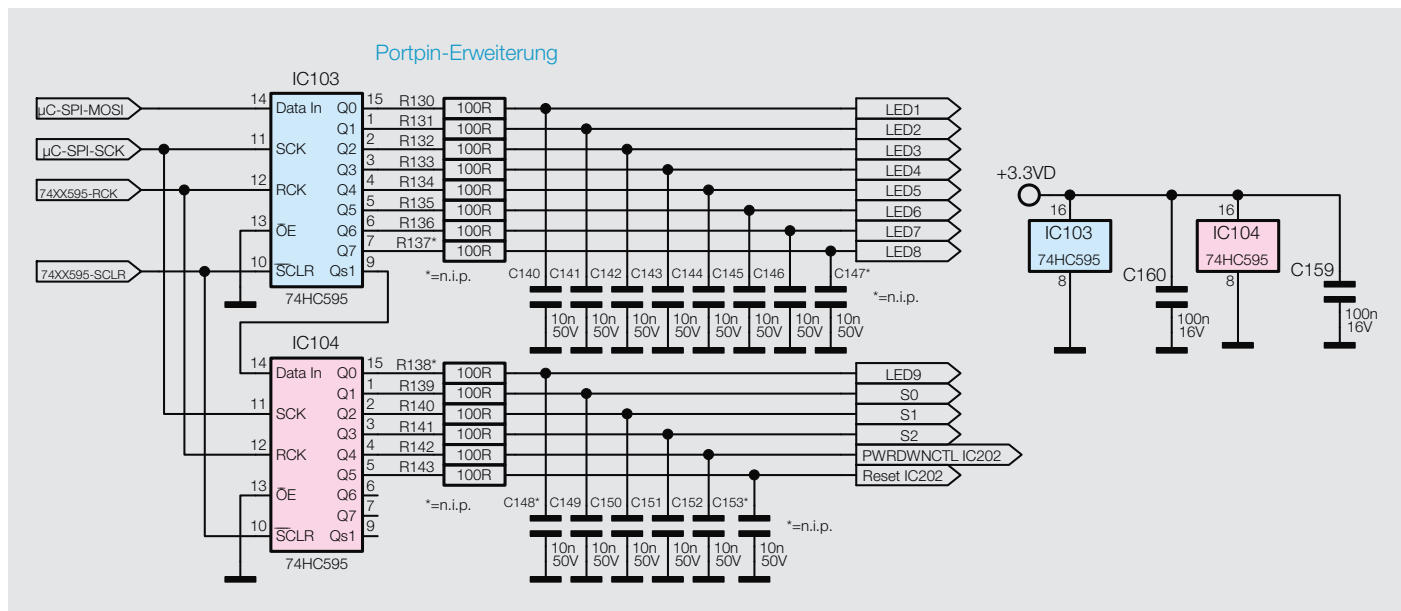 Portpin-Erweiterung
IC103
µC-SPI-MOSI
µC-SPI-SCK
74XX595-RCK
74XX595-SCLR
14 Data In Q0 15 R130 100R LED1
Q1 1 R131 100R LED2
11 SCK Q2 2 R132 100R LED3
Q3 3 R133 100R LED4
12 RCK Q4 4 R134 100R LED5
Q5 5 R135 100R LED6
13 OE Q6 6 R136 100R LED7
Q7 7 R137* 100R LED8
10 SCLR Qs1 9
74HC595
*=n.i.p.
C140 C141 C142 C143 C144 C145 C146 C147*
*=n.i.p.
10n 10n 10n 10n 10n 10n 10n 10n
50V 50V 50V 50V 50V 50V 50V 50V
+3.3VD
16 16
IC103 IC104
74HC595 74HC595
8 8
C160
100n
16V
C159
100n
16V
IC104
14 Data In Q0 15 R138* 100R LED9
Q1 1 R139 100R S0
11 SCK Q2 2 R140 100R S1
Q3 3 R141 100R S2
12 RCK Q4 4 R142 100R PWRDWNCTL IC202
Q5 5 R143 100R Reset IC202
13 OE Q6 6
Q7 7
10 SCLR Qs1 9
74HC595
*=n.i.p.
C148* C149 C150 C151 C152 C153*
*=n.i.p.
10n 10n 10n 10n 10n 10n
50V 50V 50V 50V 50V 50V